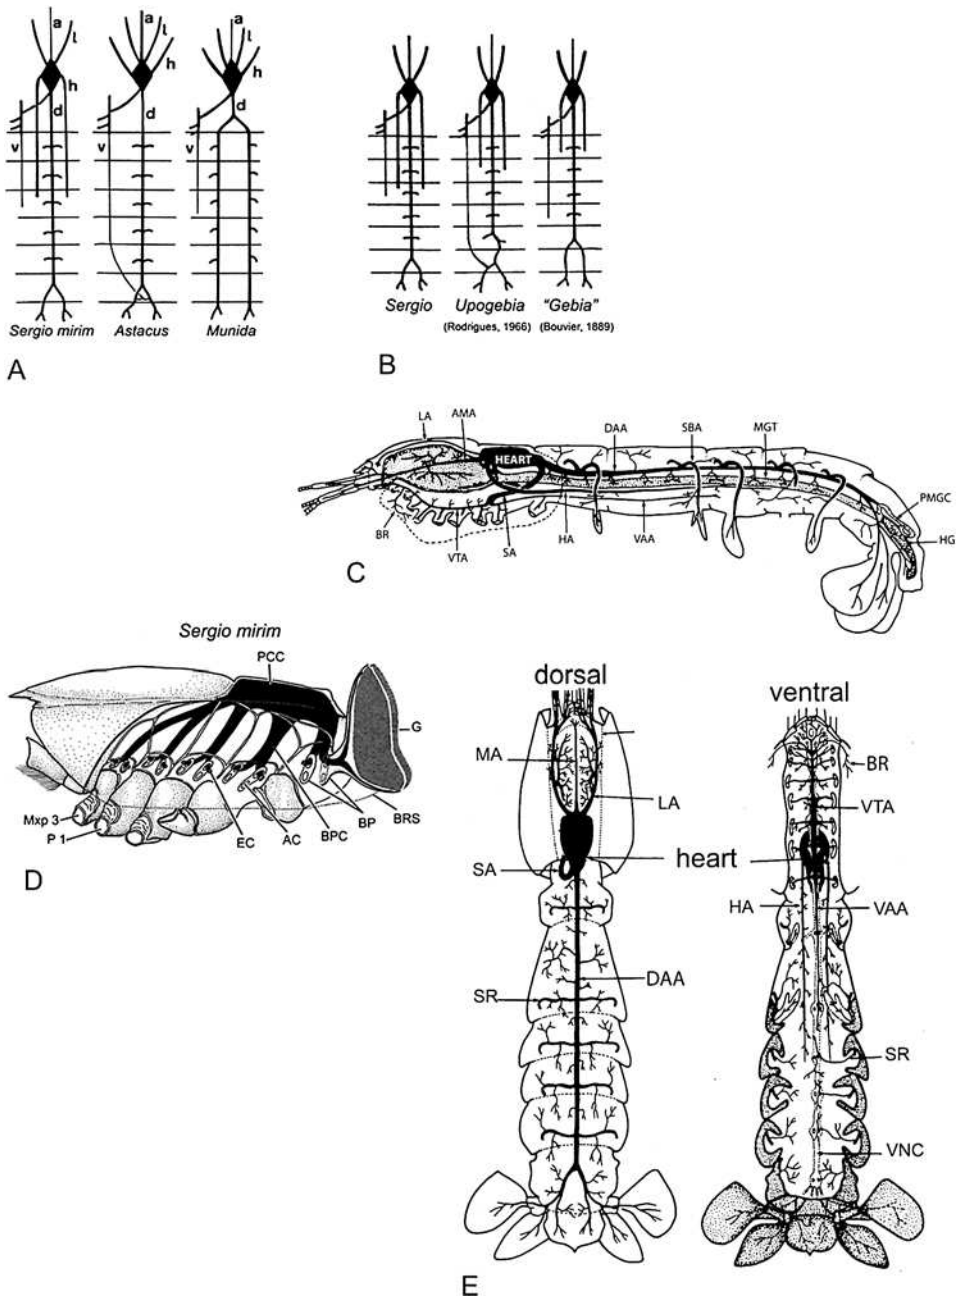 a
l
h
d
v
a
l
h
d
v
a
l
h
d
v
Sergio mirim
Astacus
Munida
A
Sergio
Upogebia
"Gebia"
(Rodrigues, 1966)
(Bouvier, 1889)
B
LA
AMA
HEART
DAA
SBA
MGT
PMGC
HG
BR
VTA
SA
HA
VAA
C
Sergio mirim
PCC
G
Mxp 3
P 1
EC
AC
BPC
BP
BRS
D
dorsal
MA
LA
SA
heart
DAA
SR
ventral
BR
VTA
HA
VAA
SR
VNC
E